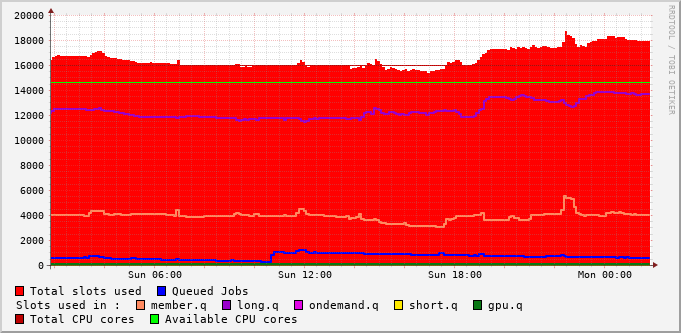 RRDTOOL / TOBI OETIKER
20000
18000
16000
14000
12000
10000
8000
6000
4000
2000
0
Sun 06:00 Sun 12:00 Sun 18:00 Mon 00:00
Total slots used Queued Jobs
Slots used in : member.q long.q ondemand.q short.q gpu.q
Total CPU cores Available CPU cores